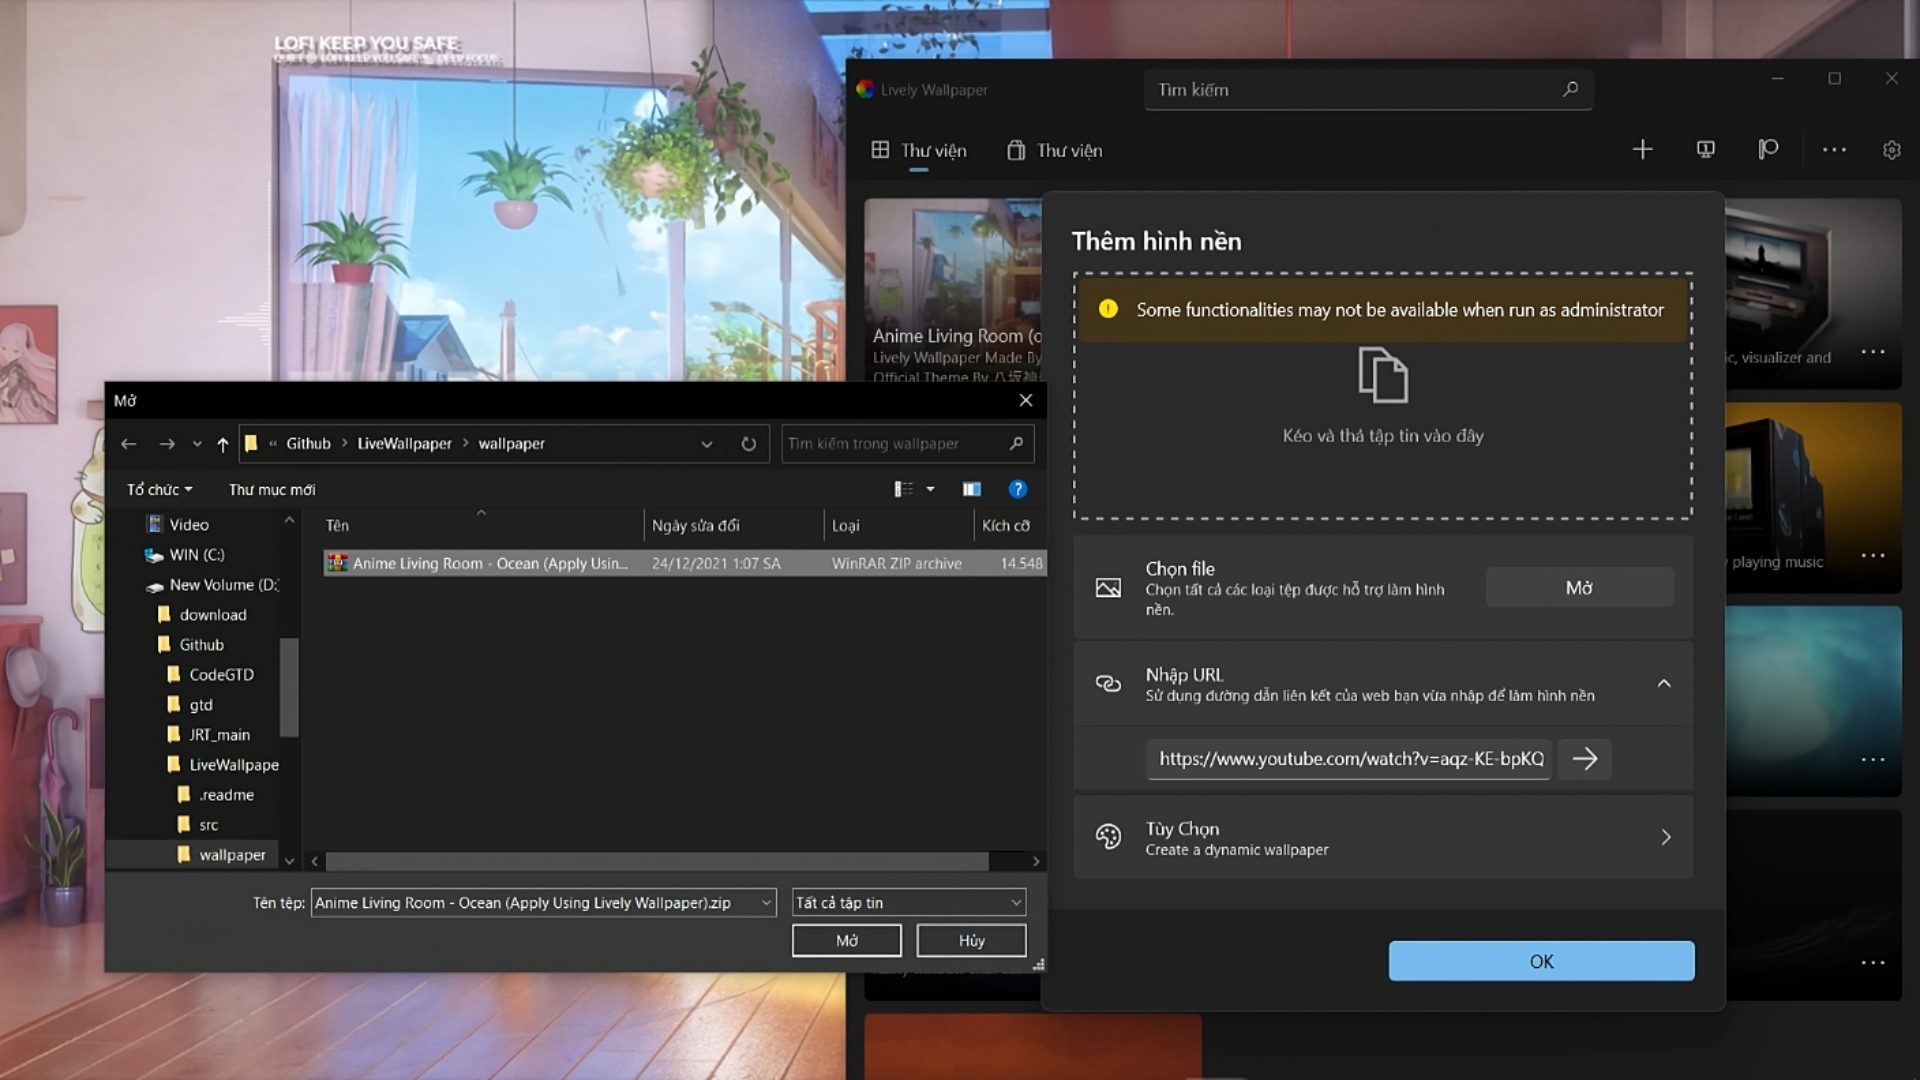 LOFI KEEP YOU SAFE
Lively Wallpaper
Tìm kiếm
Thư viện
Thư viện
Anime Living Room (o
Lively Wallpaper Made By
Official Theme By 八坂神
c, visualizer and
playing music
Thêm hình nền
Some functionalities may not be available when run as administrator
Kéo và thả tập tin vào đây
Chọn file
Chọn tất cả các loại tệp được hỗ trợ làm hình
nền.
Mở
Nhập URL
Sử dụng đường dẫn liên kết của web bạn vừa nhập để làm hình nền
https://www.youtube.com/watch?v=aqz-KE-bpKQ
Tùy Chọn
Create a dynamic wallpaper
OK
Mở
Github
LiveWallpaper
wallpaper
Tìm kiếm trong wallpaper
Tổ chức
Thư mục mới
Tên
Ngày sửa đổi
Loại
Kích cỡ
Anime Living Room - Ocean (Apply Usin...
24/12/2021 1:07 SA
WinRAR ZIP archive
14.548
Video
WIN (C:)
New Volume (D:)
download
Github
CodeGTD
gtd
JRT_main
LiveWallpape
.readme
src
wallpaper
Tên tệp:
Anime Living Room - Ocean (Apply Using Lively Wallpaper).zip
Tất cả tập tin
Mở
Hủy